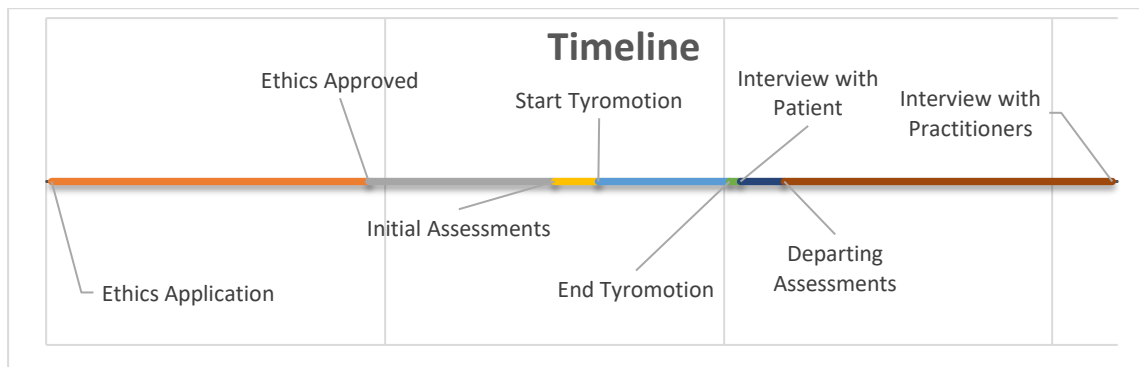 Timeline
Ethics Approved
Start Tyromotion
Interview with
Patient
Interview with
Practitioners
Initial Assessments
Ethics Application
End Tyromotion
Departing
Assessments